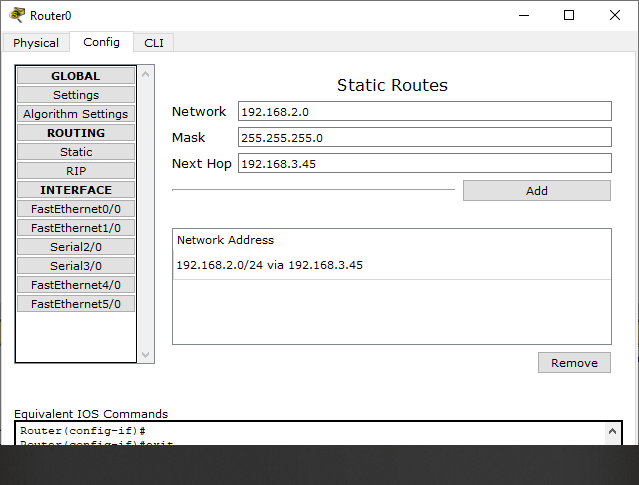 Router0
Physical Config CLI
GLOBAL
Settings
Algorithm Settings
ROUTING
Static
RIP
INTERFACE
FastEthernet0/0
FastEthernet1/0
Serial2/0
Serial3/0
FastEthernet4/0
FastEthernet5/0
Static Routes
Network 192.168.2.0
Mask 255.255.255.0
Next Hop 192.168.3.45
Add
Network Address
192.168.2.0/24 via 192.168.3.45
Remove
Equivalent IOS Commands
Router(config-if)#
Router(config-if)#exit